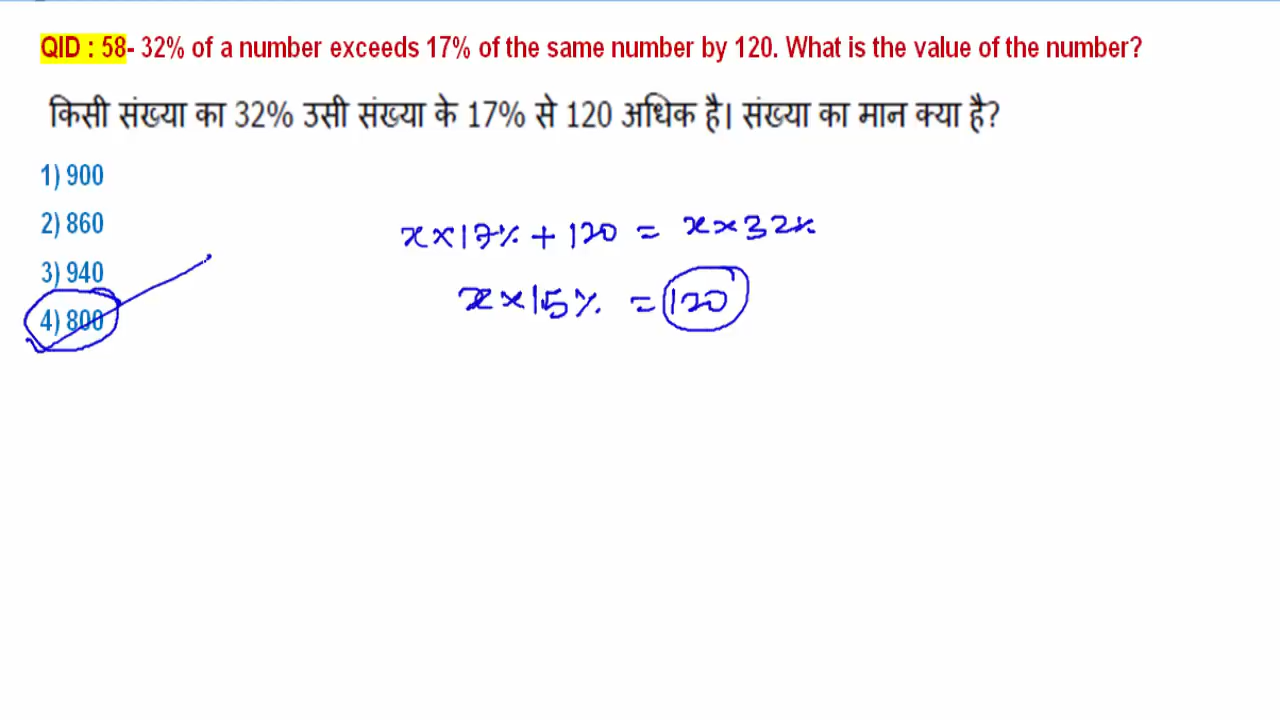 QID : 58- 32% of a number exceeds 17% of the same number by 120. What is the value of the number?
किसी संख्या का 32% उसी संख्या के 17% से 120 अधिक है। संख्या का मान क्या है?
1) 900
2) 860
3) 940
4) 800
x × 17% + 120 = x × 32%
x × 15% = 120